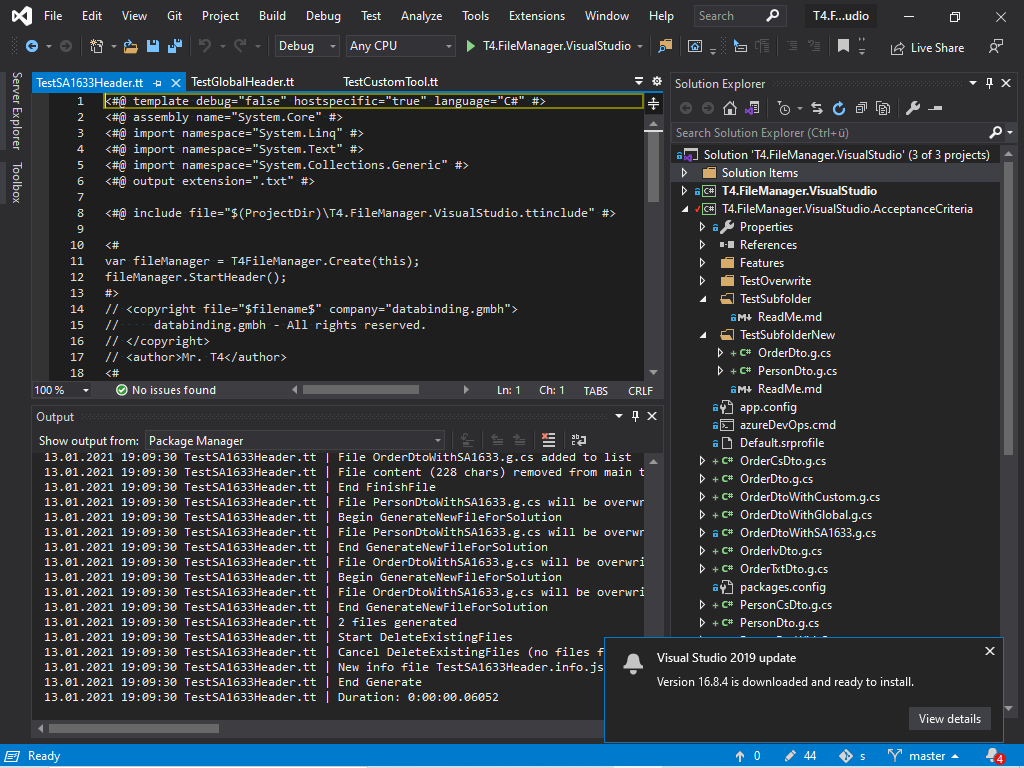 File Edit View Git Project Build Debug Test Analyze Tools Extensions Window Help Search T4.F...udio
Debug Any CPU T4.FileManager.VisualStudio Live Share
Server Explorer
Toolbox
TestSA1633Header.tt TestGlobalHeader.tt TestCustomTool.tt
1 <#@ template debug="false" hostspecific="true" language="C#" #>
2 <#@ assembly name="System.Core" #>
3 <#@ import namespace="System.Linq" #>
4 <#@ import namespace="System.Text" #>
5 <#@ import namespace="System.Collections.Generic" #>
6 <#@ output extension=".txt" #>
7
8 <#@ include file="$(ProjectDir)\T4.FileManager.VisualStudio.ttinclude" #>
9
10 <#
11 var fileManager = T4FileManager.Create(this);
12 fileManager.StartHeader();
13 #>
14 // <copyright file="$filename$" company="databinding.gmbh">
15 //     databinding.gmbh - All rights reserved.
16 // </copyright>
17 // <author>Mr. T4</author>
18 <#
100 % No issues found Ln: 1 Ch: 1 TABS CRLF
Output
Show output from: Package Manager
13.01.2021 19:09:30 TestSA1633Header.tt | File OrderDtoWithSA1633.g.cs added to list
13.01.2021 19:09:30 TestSA1633Header.tt | File content (228 chars) removed from main t
13.01.2021 19:09:30 TestSA1633Header.tt | End FinishFile
13.01.2021 19:09:30 TestSA1633Header.tt | File PersonDtoWithSA1633.g.cs will be overwr
13.01.2021 19:09:30 TestSA1633Header.tt | Begin GenerateNewFileForSolution
13.01.2021 19:09:30 TestSA1633Header.tt | File PersonDtoWithSA1633.g.cs will be overwr
13.01.2021 19:09:30 TestSA1633Header.tt | End GenerateNewFileForSolution
13.01.2021 19:09:30 TestSA1633Header.tt | File OrderDtoWithSA1633.g.cs will be overwri
13.01.2021 19:09:30 TestSA1633Header.tt | Begin GenerateNewFileForSolution
13.01.2021 19:09:30 TestSA1633Header.tt | File OrderDtoWithSA1633.g.cs will be overwri
13.01.2021 19:09:30 TestSA1633Header.tt | End GenerateNewFileForSolution
13.01.2021 19:09:30 TestSA1633Header.tt | 2 files generated
13.01.2021 19:09:30 TestSA1633Header.tt | Start DeleteExistingFiles
13.01.2021 19:09:30 TestSA1633Header.tt | Cancel DeleteExistingFiles (no files f
13.01.2021 19:09:30 TestSA1633Header.tt | New info file TestSA1633Header.info.js
13.01.2021 19:09:30 TestSA1633Header.tt | End Generate
13.01.2021 19:09:30 TestSA1633Header.tt | Duration: 0:00:00.06052
Solution Explorer
Search Solution Explorer (Ctrl+ü)
Solution 'T4.FileManager.VisualStudio' (3 of 3 projects)
Solution Items
C# T4.FileManager.VisualStudio
C# T4.FileManager.VisualStudio.AcceptanceCriteria
Properties
References
Features
TestOverwrite
TestSubfolder
M↓ ReadMe.md
TestSubfolderNew
+ C# OrderDto.g.cs
+ C# PersonDto.g.cs
M↓ ReadMe.md
app.config
azureDevOps.cmd
Default.srprofile
+ C# OrderCsDto.g.cs
+ C# OrderDto.g.cs
+ C# OrderDtoWithCustom.g.cs
+ C# OrderDtoWithGlobal.g.cs
C# OrderDtoWithSA1633.g.cs
+ C# OrderIvDto.g.cs
+ C# OrderTxtDto.g.cs
packages.config
+ C# PersonCsDto.g.cs
+ C# PersonDto.g.cs
Visual Studio 2019 update
Version 16.8.4 is downloaded and ready to install.
View details
Ready 0 44 s master 4